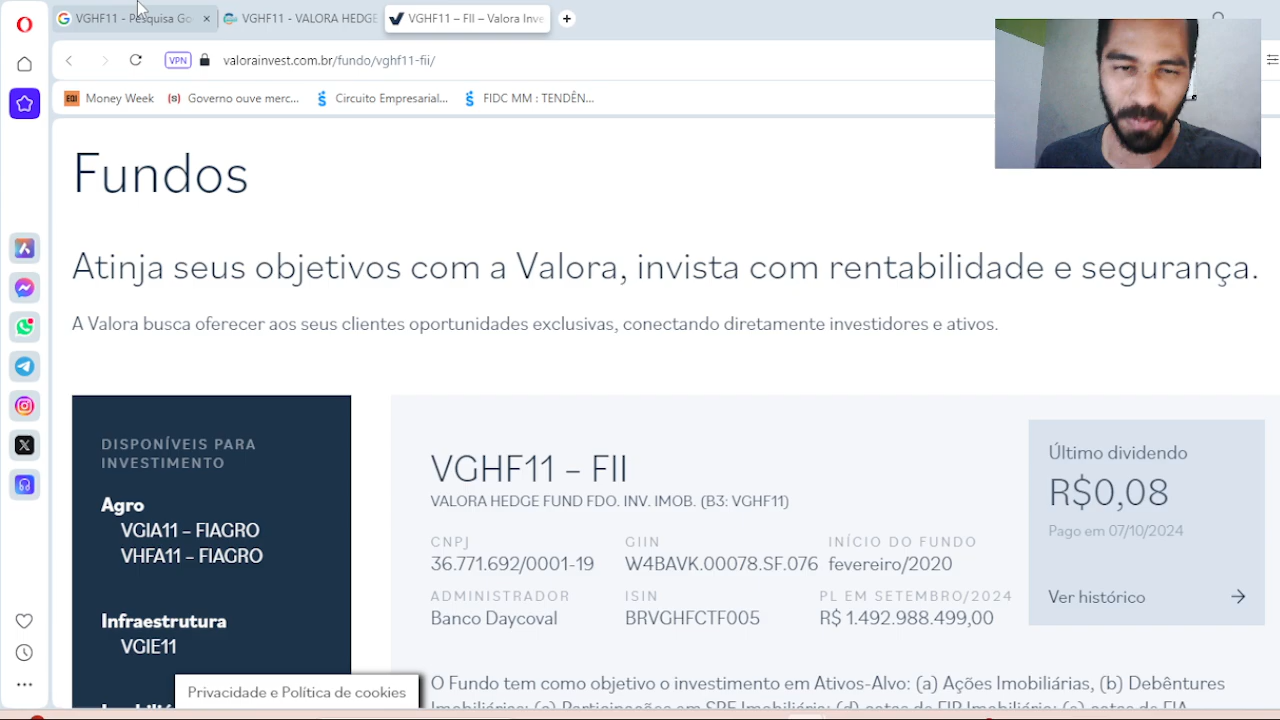 VGHF11 - Pesquisa Go
VGHF11 - VALORA HEDGE
VGHF11 – FII – Valora Inve
VPN
valorainvest.com.br/fundo/vghf11-fii/
EQI Money Week
(s) Governo ouve merc...
Circuito Empresarial...
FIDC MM : TENDÊN...
Fundos
Atinja seus objetivos com a Valora, invista com rentabilidade e segurança.
A Valora busca oferecer aos seus clientes oportunidades exclusivas, conectando diretamente investidores e ativos.
DISPONÍVEIS PARA
INVESTIMENTO
Agro
VGIA11 – FIAGRO
VHFA11 – FIAGRO
Infraestrutura
VGIE11
VGHF11 – FII
VALORA HEDGE FUND FDO. INV. IMOB. (B3: VGHF11)
CNPJ
36.771.692/0001-19
GIIN
W4BAVK.00078.SF.076
INÍCIO DO FUNDO
fevereiro/2020
ADMINISTRADOR
Banco Daycoval
ISIN
BRVGHFCTF005
PL EM SETEMBRO/2024
R$ 1.492.988.499,00
Último dividendo
R$0,08
Pago em 07/10/2024
Ver histórico
Privacidade e Política de cookies
O Fundo tem como objetivo o investimento em Ativos-Alvo: (a) Ações Imobiliárias, (b) Debêntures